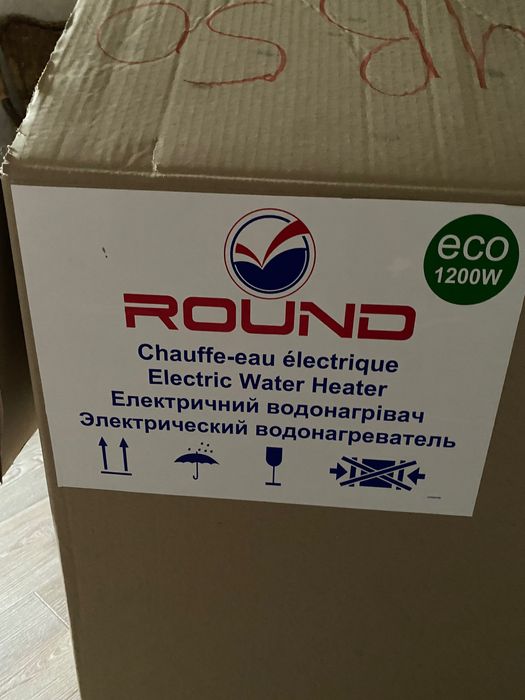 eco
1200W
ROUND
Chauffe-eau électrique
Electric Water Heater
Електричний водонагрівач
Электрический водонагреватель